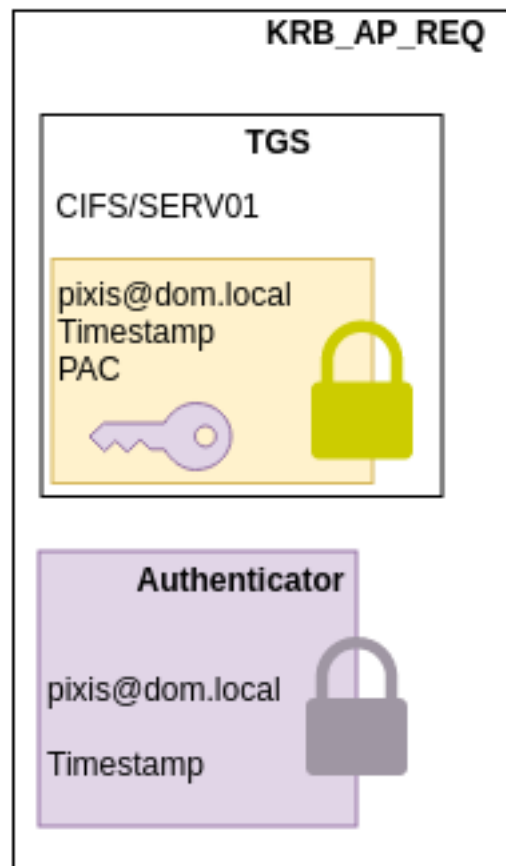 KRB_AP_REQ
TGS
CIFS/SERV01
pixis@dom.local
Timestamp
PAC
Authenticator
pixis@dom.local
Timestamp